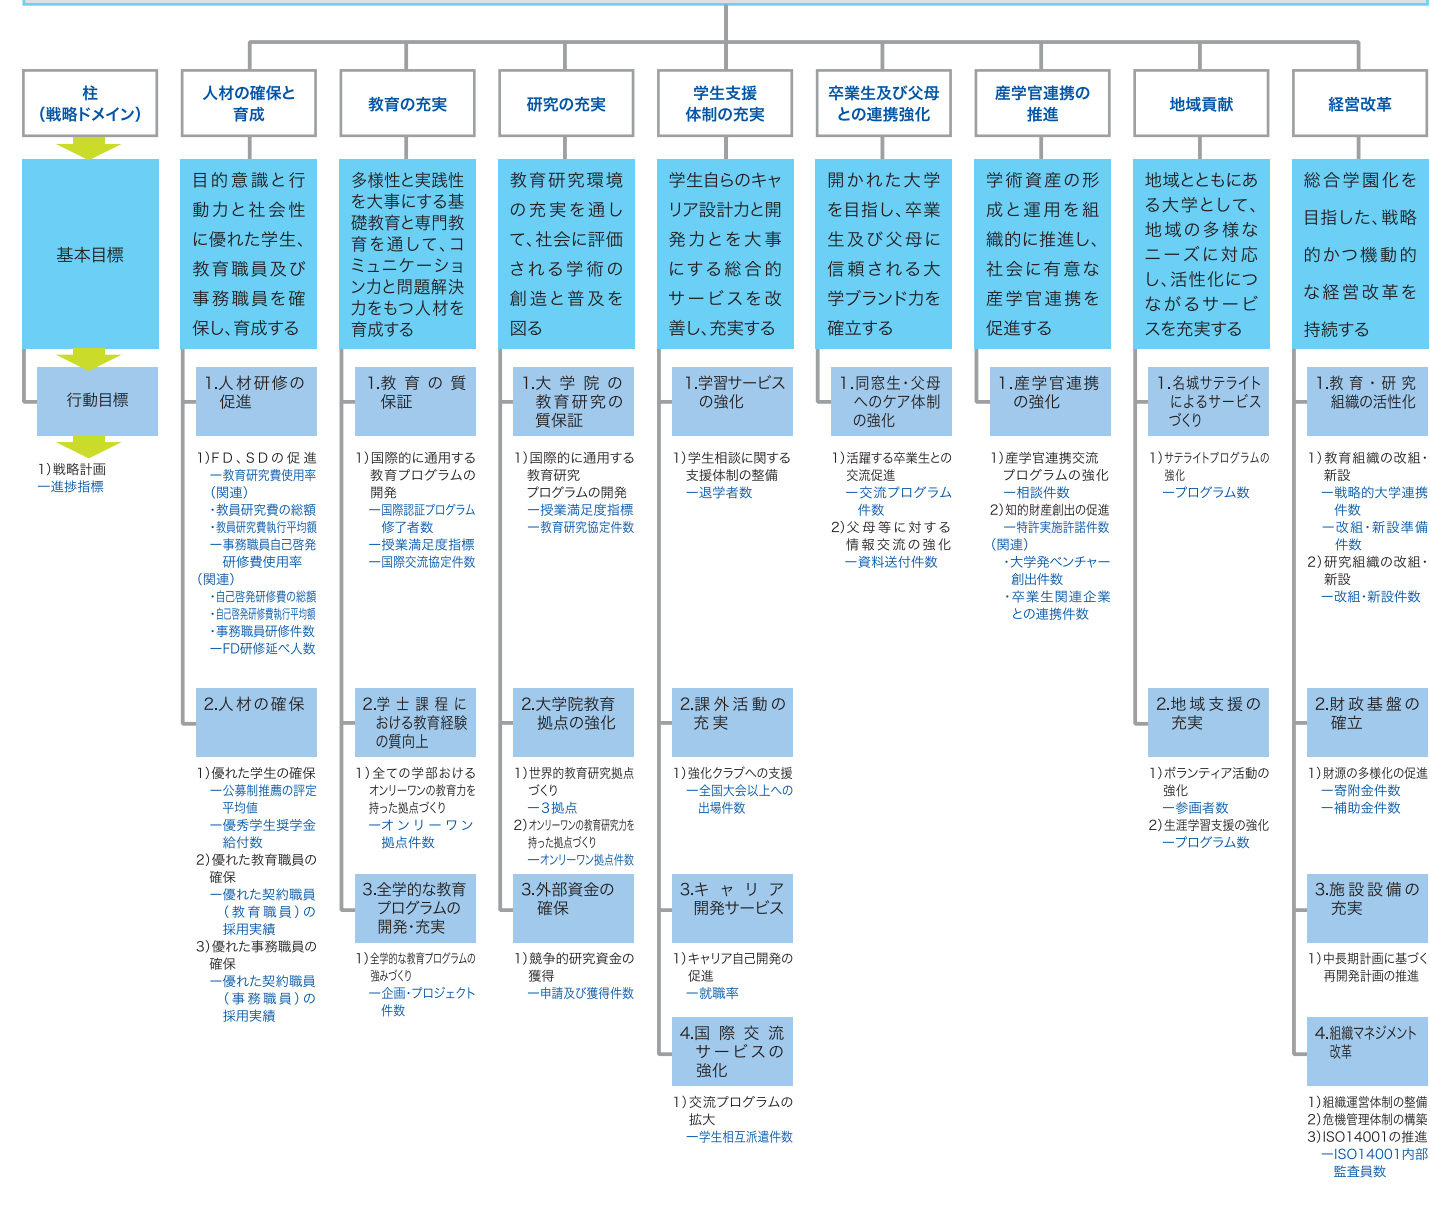 柱
（戦略ドメイン）
基本目標
行動目標
1）戦略計画
ー進捗指標
人材の確保と
育成
目的意識と行
動力と社会性
に優れた学生、
教育職員及び
事務職員を確
保し、育成する
1.人材研修の
促進
1）FD、SDの促進
ー教育研究費使用率
（関連）
・教員研究費の総額
・教員研究費執行平均額
ー事務職員自己啓発
研修費使用率
（関連）
・自己啓発研修費の総額
・自己啓発研修費執行平均額
・事務職員研修件数
ーFD研修延べ人数
2.人材の確保
1）優れた学生の確保
ー公募制推薦の評定
平均値
ー優秀学生奨学金
給付数
2）優れた教育職員の
確保
ー優れた契約職員
（教育職員）の
採用実績
3）優れた事務職員の
確保
ー優れた契約職員
（事務職員）の
採用実績
教育の充実
多様性と実践性
を大事にする基
礎教育と専門教
育を通して、コ
ミュニケーショ
ン力と問題解決
力をもつ人材を
育成する
1.教育の質
保証
1）国際的に通用する
教育プログラムの
開発
ー国際認証プログラム
修了者数
ー授業満足度指標
ー国際交流協定件数
2.学士課程に
おける教育経験
の質向上
1）全ての学部おける
オンリーワンの教育力を
持った拠点づくり
ーオンリーワン
拠点件数
3.全学的な教育
プログラムの
開発・充実
1）全学的な教育プログラムの
強みづくり
ー企画・プロジェクト
件数
研究の充実
教育研究環境
の充実を通し
て、社会に評価
される学術の
創造と普及を
図る
1.大学院の
教育研究の
質保証
1）国際的に通用する
教育研究
プログラムの開発
ー授業満足度指標
ー教育研究協定件数
2.大学院教育
拠点の強化
1）世界的教育研究拠点
づくり
ー3拠点
2）オンリーワンの教育研究力を
持った拠点づくり
ーオンリーワン拠点件数
3.外部資金の
確保
1）競争的研究資金の
獲得
ー申請及び獲得件数
学生支援
体制の充実
学生自らのキャ
リア設計力と開
発力とを大事
にする総合的
サービスを改
善し、充実する
1.学習サービス
の強化
1）学生相談に関する
支援体制の整備
ー退学者数
2.課外活動の
充実
1）強化クラブへの支援
ー全国大会以上への
出場件数
3.キャリア
開発サービス
1）キャリア自己開発の
促進
ー就職率
4.国際交流
サービスの
強化
1）交流プログラムの
拡大
ー学生相互派遣件数
卒業生及び父母
との連携強化
開かれた大学
を目指し、卒業
生及び父母に
信頼される大
学ブランド力を
確立する
1.同窓生・父母
へのケア体制
の強化
1）活躍する卒業生との
交流促進
ー交流プログラム
件数
2）父母等に対する
情報交流の強化
ー資料送付件数
産学官連携の
推進
学術資産の形
成と運用を組
織的に推進し、
社会に有意な
産学官連携を
促進する
1.産学官連携
の強化
1）産学官連携交流
プログラムの強化
ー相談件数
2）知的財産創出の促進
ー特許実施許諾件数
（関連）
・大学発ベンチャー
創出件数
・卒業生関連企業
との連携件数
地域貢献
地域とともにあ
る大学として、
地域の多様な
ニーズに対応
し、活性化につ
ながるサービ
スを充実する
1.名城サテライト
によるサービス
づくり
1）サテライトプログラムの
強化
ープログラム数
2.地域支援の
充実
1）ボランティア活動の
強化
ー参画者数
2）生涯学習支援の強化
ープログラム数
経営改革
総合学園化を
目指した、戦略
的かつ機動的
な経営改革を
持続する
1.教育・研究
組織の活性化
1）教育組織の改組・
新設
ー戦略的大学連携
件数
ー改組・新設準備
件数
2）研究組織の改組・
新設
ー改組・新設件数
2.財政基盤の
確立
1）財源の多様化の促進
ー寄附金件数
ー補助金件数
3.施設設備の
充実
1）中長期計画に基づく
再開発計画の推進
4.組織マネジメント
改革
1）組織運営体制の整備
2）危機管理体制の構築
3）ISO14001の推進
ーISO14001内部
監査員数